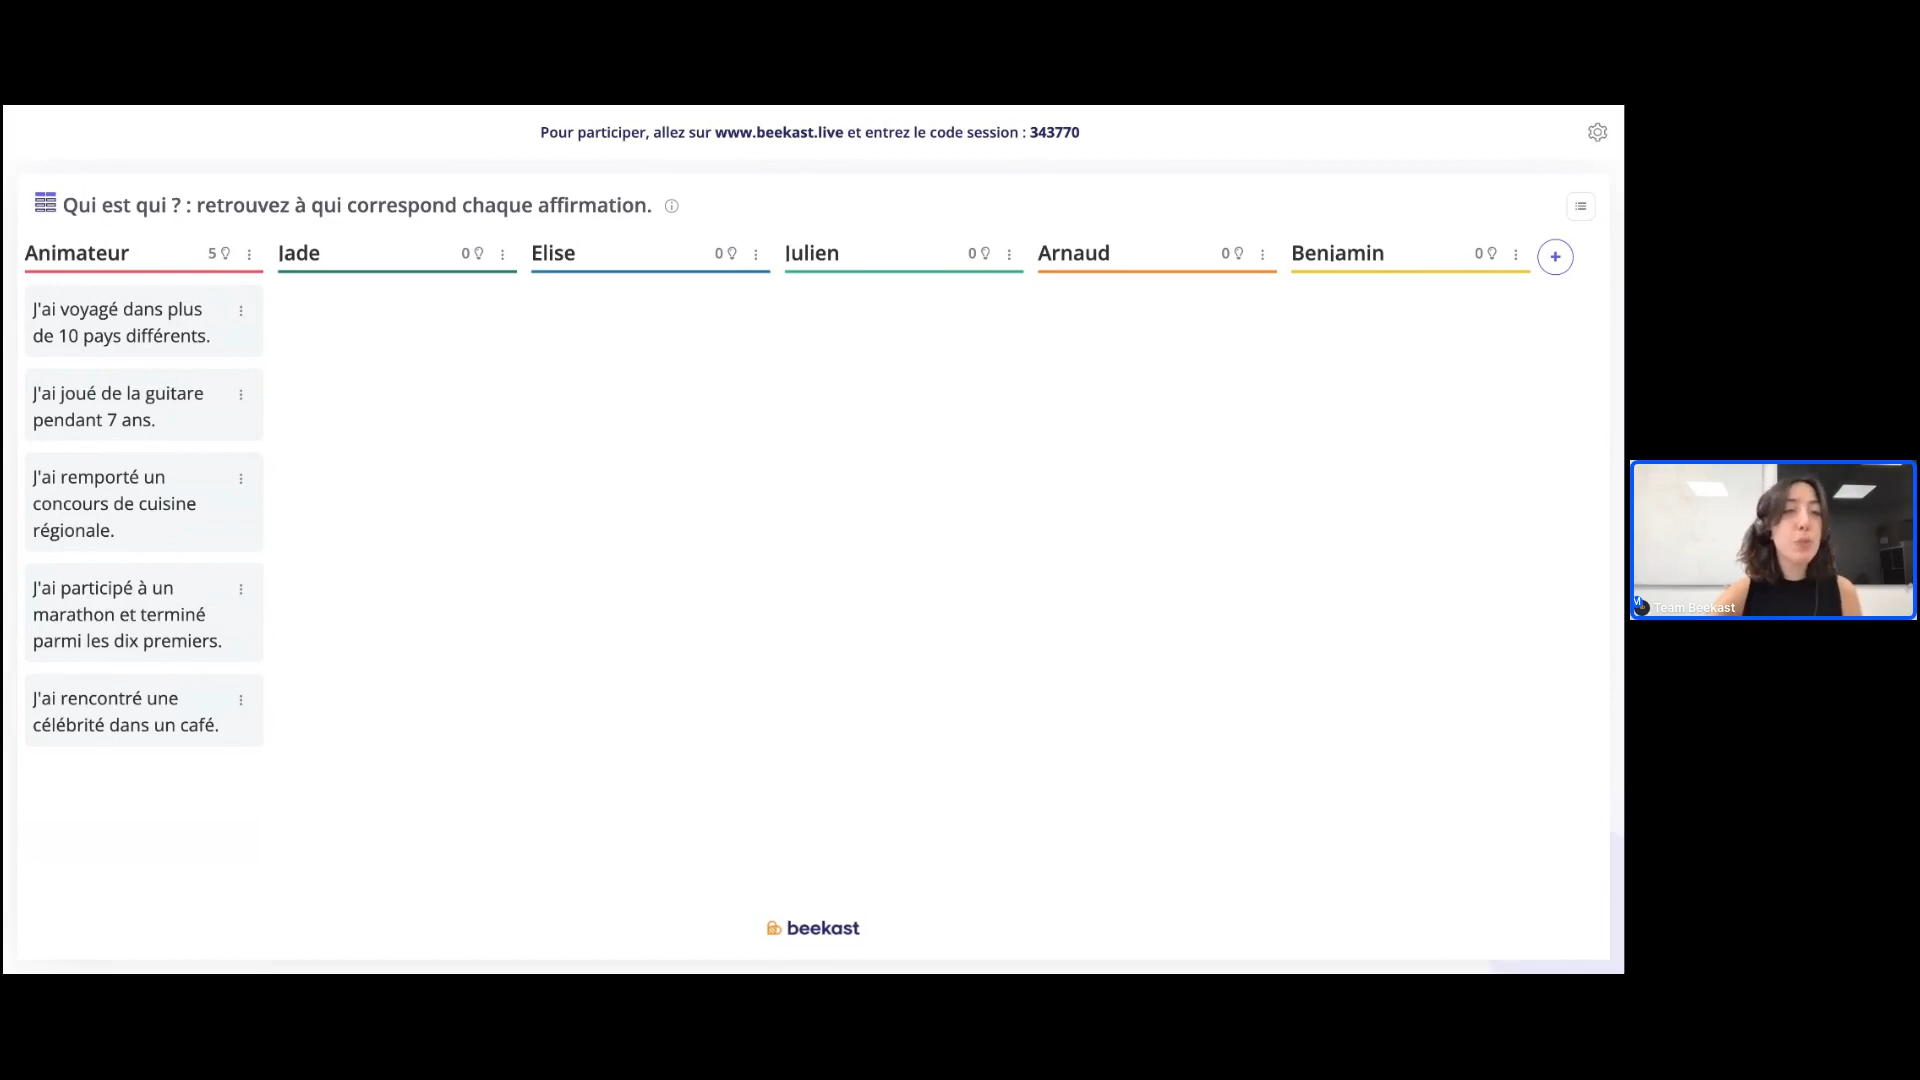 Pour participer, allez sur www.beekast.live et entrez le code session : 343770
Qui est qui ? : retrouvez à qui correspond chaque affirmation.
Animateur 5
Jade 0
Elise 0
Julien 0
Arnaud 0
Benjamin 0
+
J'ai voyagé dans plus
de 10 pays différents.
J'ai joué de la guitare
pendant 7 ans.
J'ai remporté un
concours de cuisine
régionale.
J'ai participé à un
marathon et terminé
parmi les dix premiers.
J'ai rencontré une
célébrité dans un café.
Team Beekast
beekast